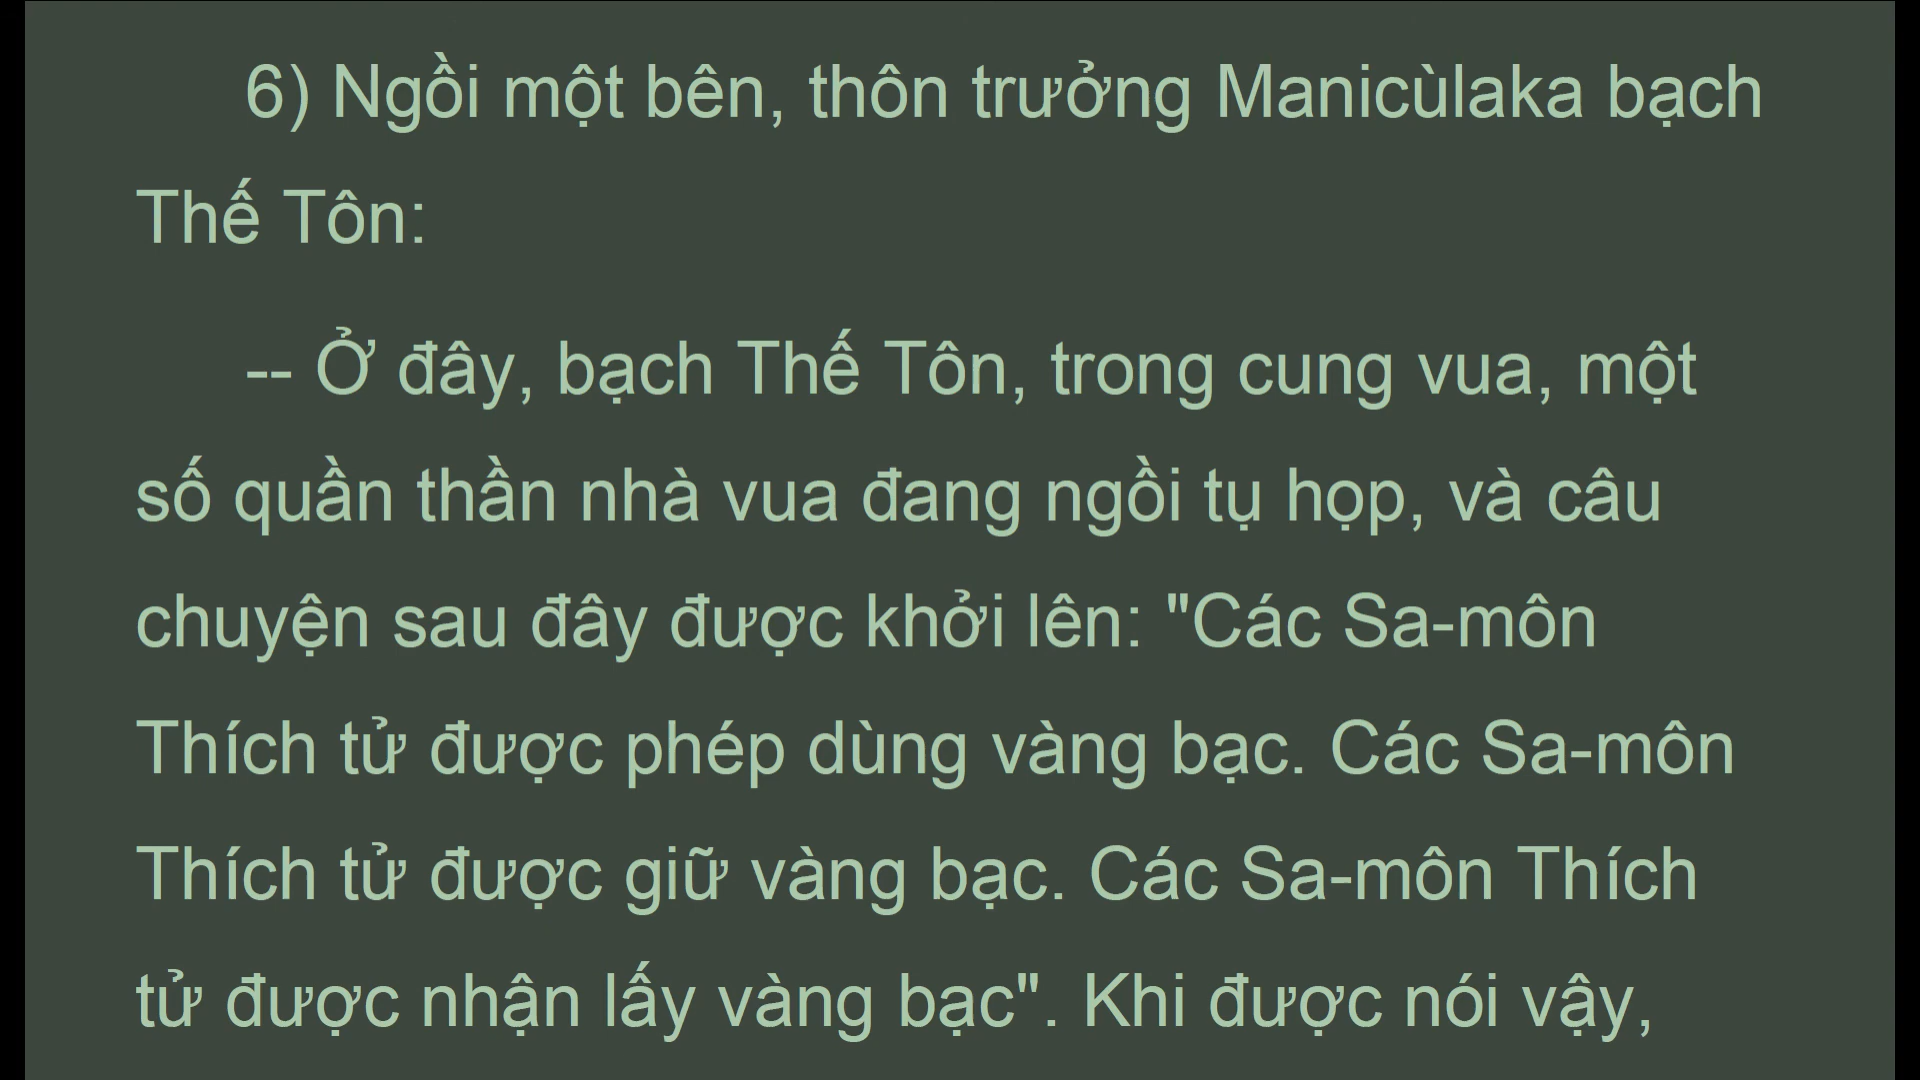 6) Ngồi một bên, thôn trưởng Manicùlaka bạch
Thế Tôn:
-- Ở đây, bạch Thế Tôn, trong cung vua, một
số quần thần nhà vua đang ngồi tụ họp, và câu
chuyện sau đây được khởi lên: "Các Sa-môn
Thích tử được phép dùng vàng bạc. Các Sa-môn
Thích tử được giữ vàng bạc. Các Sa-môn Thích
tử được nhận lấy vàng bạc". Khi được nói vậy,